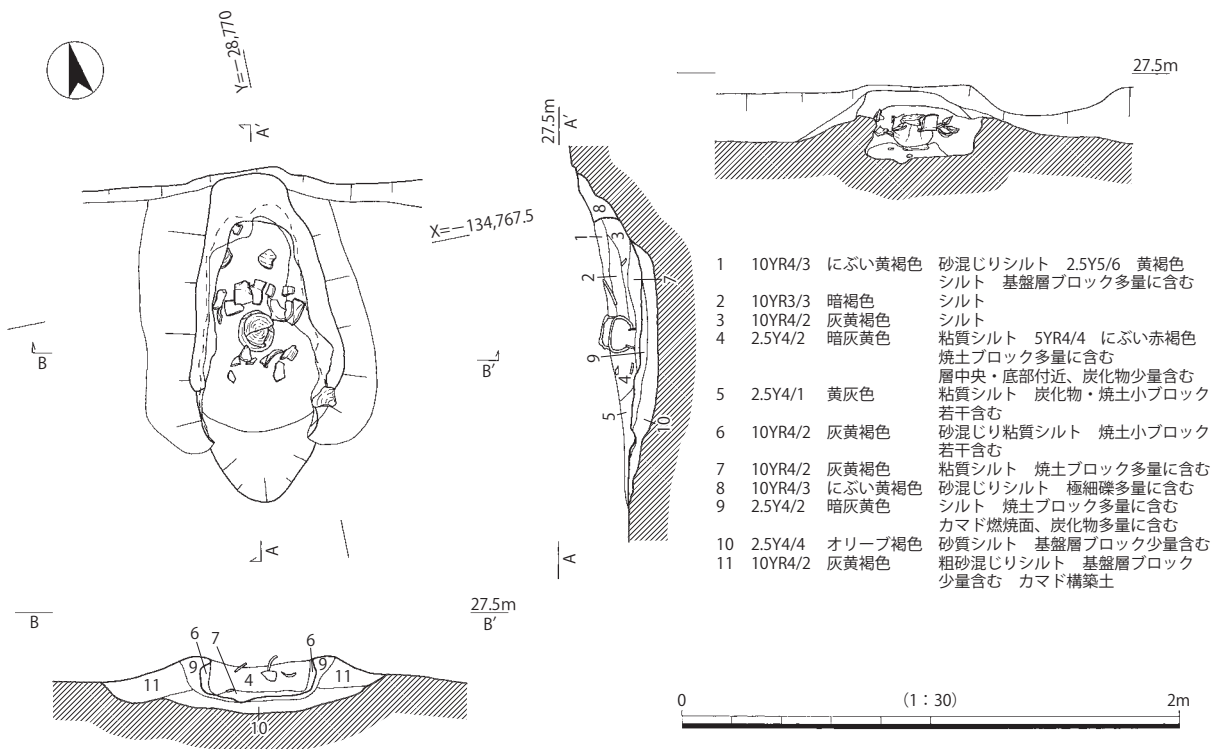 Y=－28,770
A′
X=－134,767.5
B
B′
A
27.5m
A′
A
27.5m
1
2
3
4
5
7
8
9
10
1　10YR4/3　にぶい黄褐色　砂混じりシルト　2.5Y5/6　黄褐色
シルト　基盤層ブロック多量に含む
2　10YR3/3　暗褐色　シルト
3　10YR4/2　灰黄褐色　シルト
4　2.5Y4/2　暗灰黄色　粘質シルト　5YR4/4　にぶい赤褐色
焼土ブロック多量に含む
層中央・底部付近、炭化物少量含む
5　2.5Y4/1　黄灰色　粘質シルト　炭化物・焼土小ブロック
若干含む
6　10YR4/2　灰黄褐色　砂混じり粘質シルト　焼土小ブロック
若干含む
7　10YR4/2　灰黄褐色　粘質シルト　焼土ブロック多量に含む
8　10YR4/3　にぶい黄褐色　砂混じりシルト　極細礫多量に含む
9　2.5Y4/2　暗灰黄色　シルト　焼土ブロック多量に含む
カマド燃焼面、炭化物多量に含む
10　2.5Y4/4　オリーブ褐色　砂質シルト　基盤層ブロック少量含む
11　10YR4/2　灰黄褐色　粗砂混じりシルト　基盤層ブロック
少量含む　カマド構築土
B
27.5m
B′
6 7 6
9 4 9
11 11
10
0 (1：30) 2m